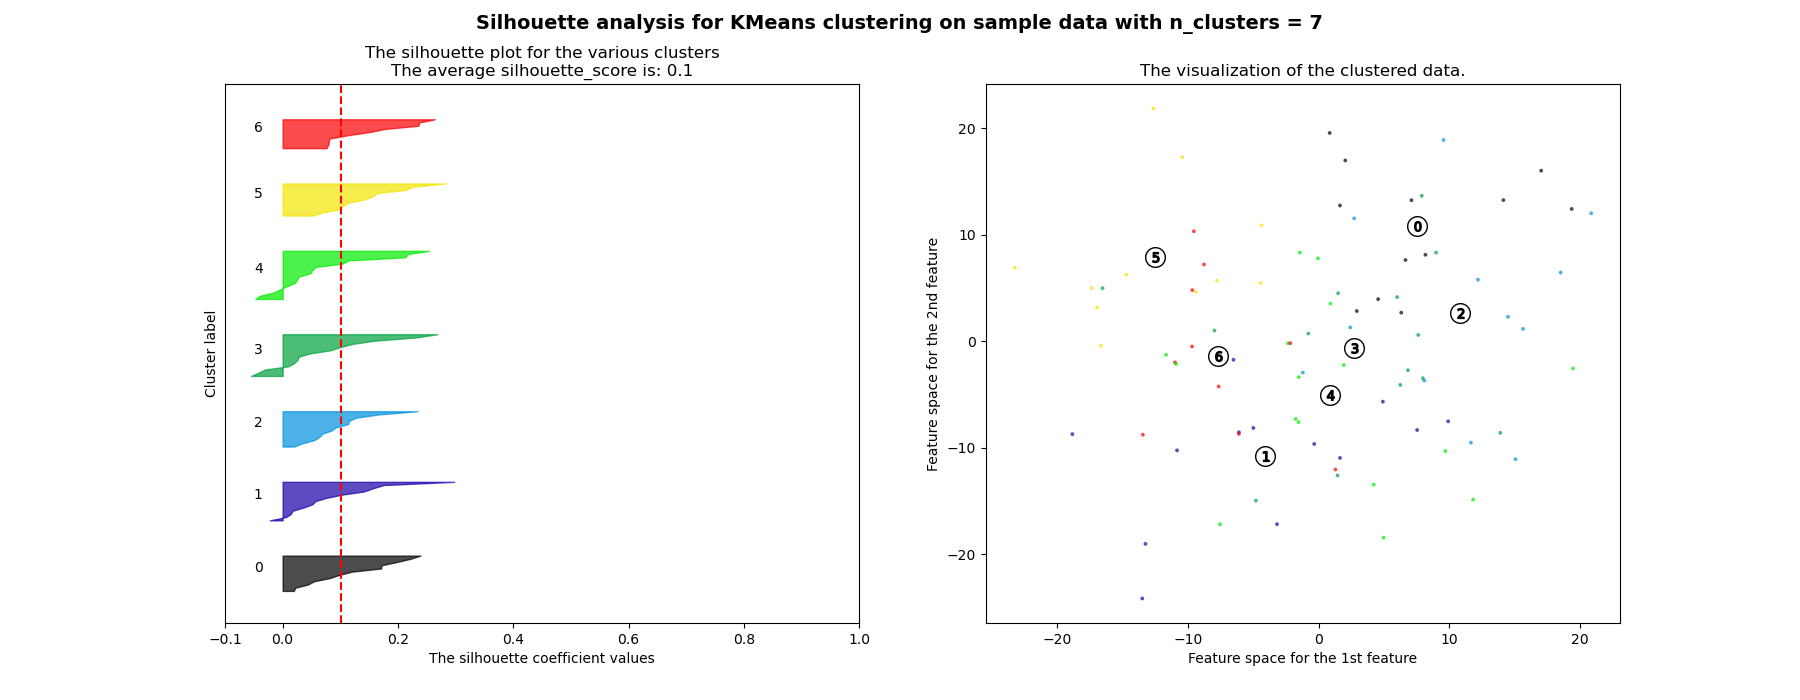 Silhouette analysis for KMeans clustering on sample data with n_clusters = 7
The silhouette plot for the various clusters
The average silhouette_score is: 0.1
6
5
4
3
2
1
0
Cluster label
−0.1 0.0 0.2 0.4 0.6 0.8 1.0
The silhouette coefficient values
The visualization of the clustered data.
20
10
0
−10
−20
Feature space for the 2nd feature
0
5
2
3
6
4
1
−20 −10 0 10 20
Feature space for the 1st feature